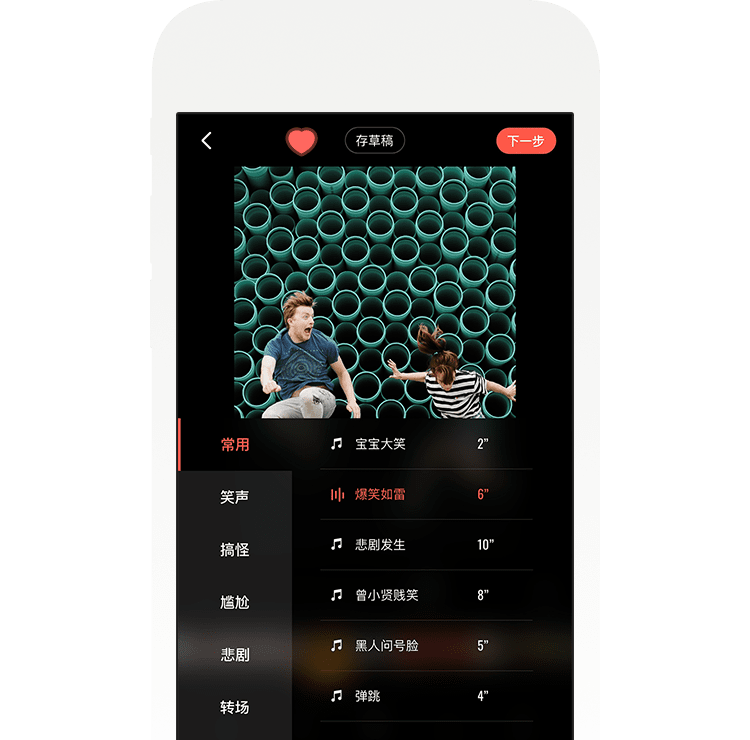 存草稿
下一步
常用
笑声
搞怪
尴尬
悲剧
转场
宝宝大笑 2”
爆笑如雷 6”
悲剧发生 10”
曾小贤贱笑 8”
黑人问号脸 5”
弹跳 4”